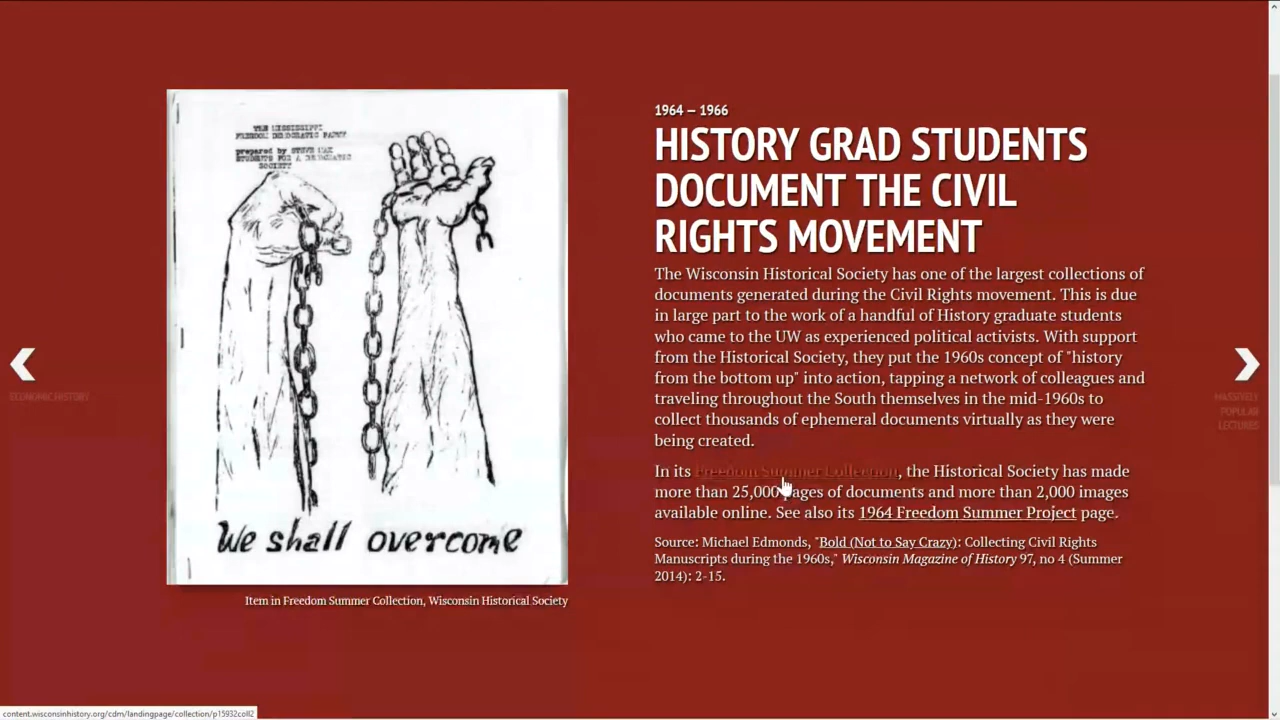 THE MISSISSIPPI
FREEDOM DEMOCRATIC PARTY
prepared by STEVE MAX
STUDENTS FOR A DEMOCRATIC
SOCIETY
We shall overcome
Item in Freedom Summer Collection, Wisconsin Historical Society
1964 – 1966
HISTORY GRAD STUDENTS
DOCUMENT THE CIVIL
RIGHTS MOVEMENT
The Wisconsin Historical Society has one of the largest collections of
documents generated during the Civil Rights movement. This is due
in large part to the work of a handful of History graduate students
who came to the UW as experienced political activists. With support
from the Historical Society, they put the 1960s concept of "history
from the bottom up" into action, tapping a network of colleagues and
traveling throughout the South themselves in the mid-1960s to
collect thousands of ephemeral documents virtually as they were
being created.
In its Freedom Summer Collection, the Historical Society has made
more than 25,000 pages of documents and more than 2,000 images
available online. See also its 1964 Freedom Summer Project page.
Source: Michael Edmonds, "Bold (Not to Say Crazy): Collecting Civil Rights
Manuscripts during the 1960s," Wisconsin Magazine of History 97, no 4 (Summer
2014): 2-15.
ECONOMIC HISTORY
MASSIVELY
POPULAR
LECTURES
content.wisconsinhistory.org/cdm/landingpage/collection/p15932coll2